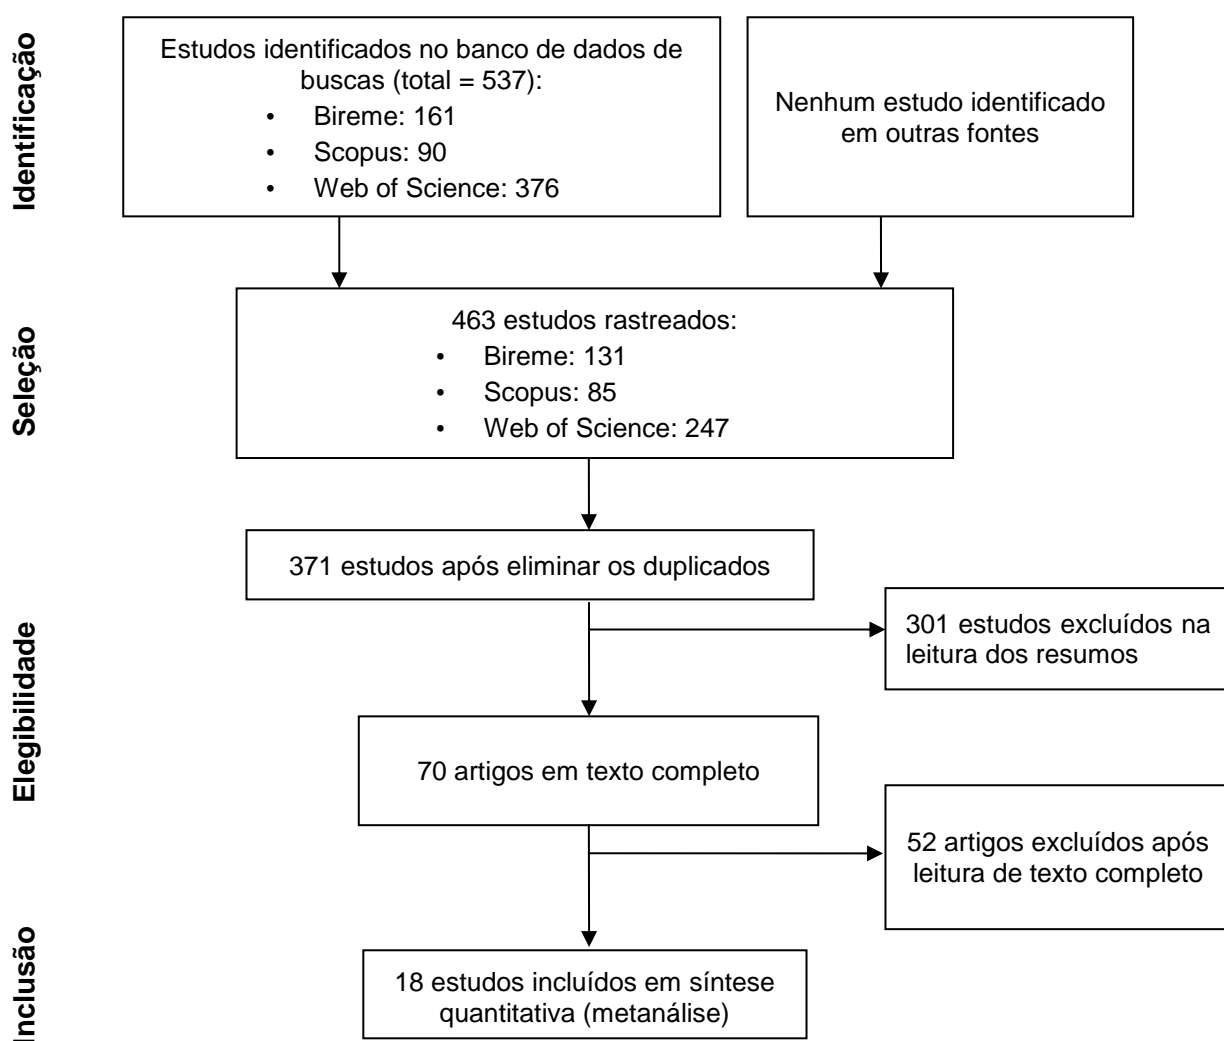 Identificação
Estudos identificados no banco de dados de
buscas (total = 537):
• Bireme: 161
• Scopus: 90
• Web of Science: 376
Nenhum estudo identificado
em outras fontes
Seleção
463 estudos rastreados:
• Bireme: 131
• Scopus: 85
• Web of Science: 247
371 estudos após eliminar os duplicados
Elegibilidade
301 estudos excluídos na
leitura dos resumos
70 artigos em texto completo
52 artigos excluídos após
leitura de texto completo
Inclusão
18 estudos incluídos em síntese
quantitativa (metanálise)